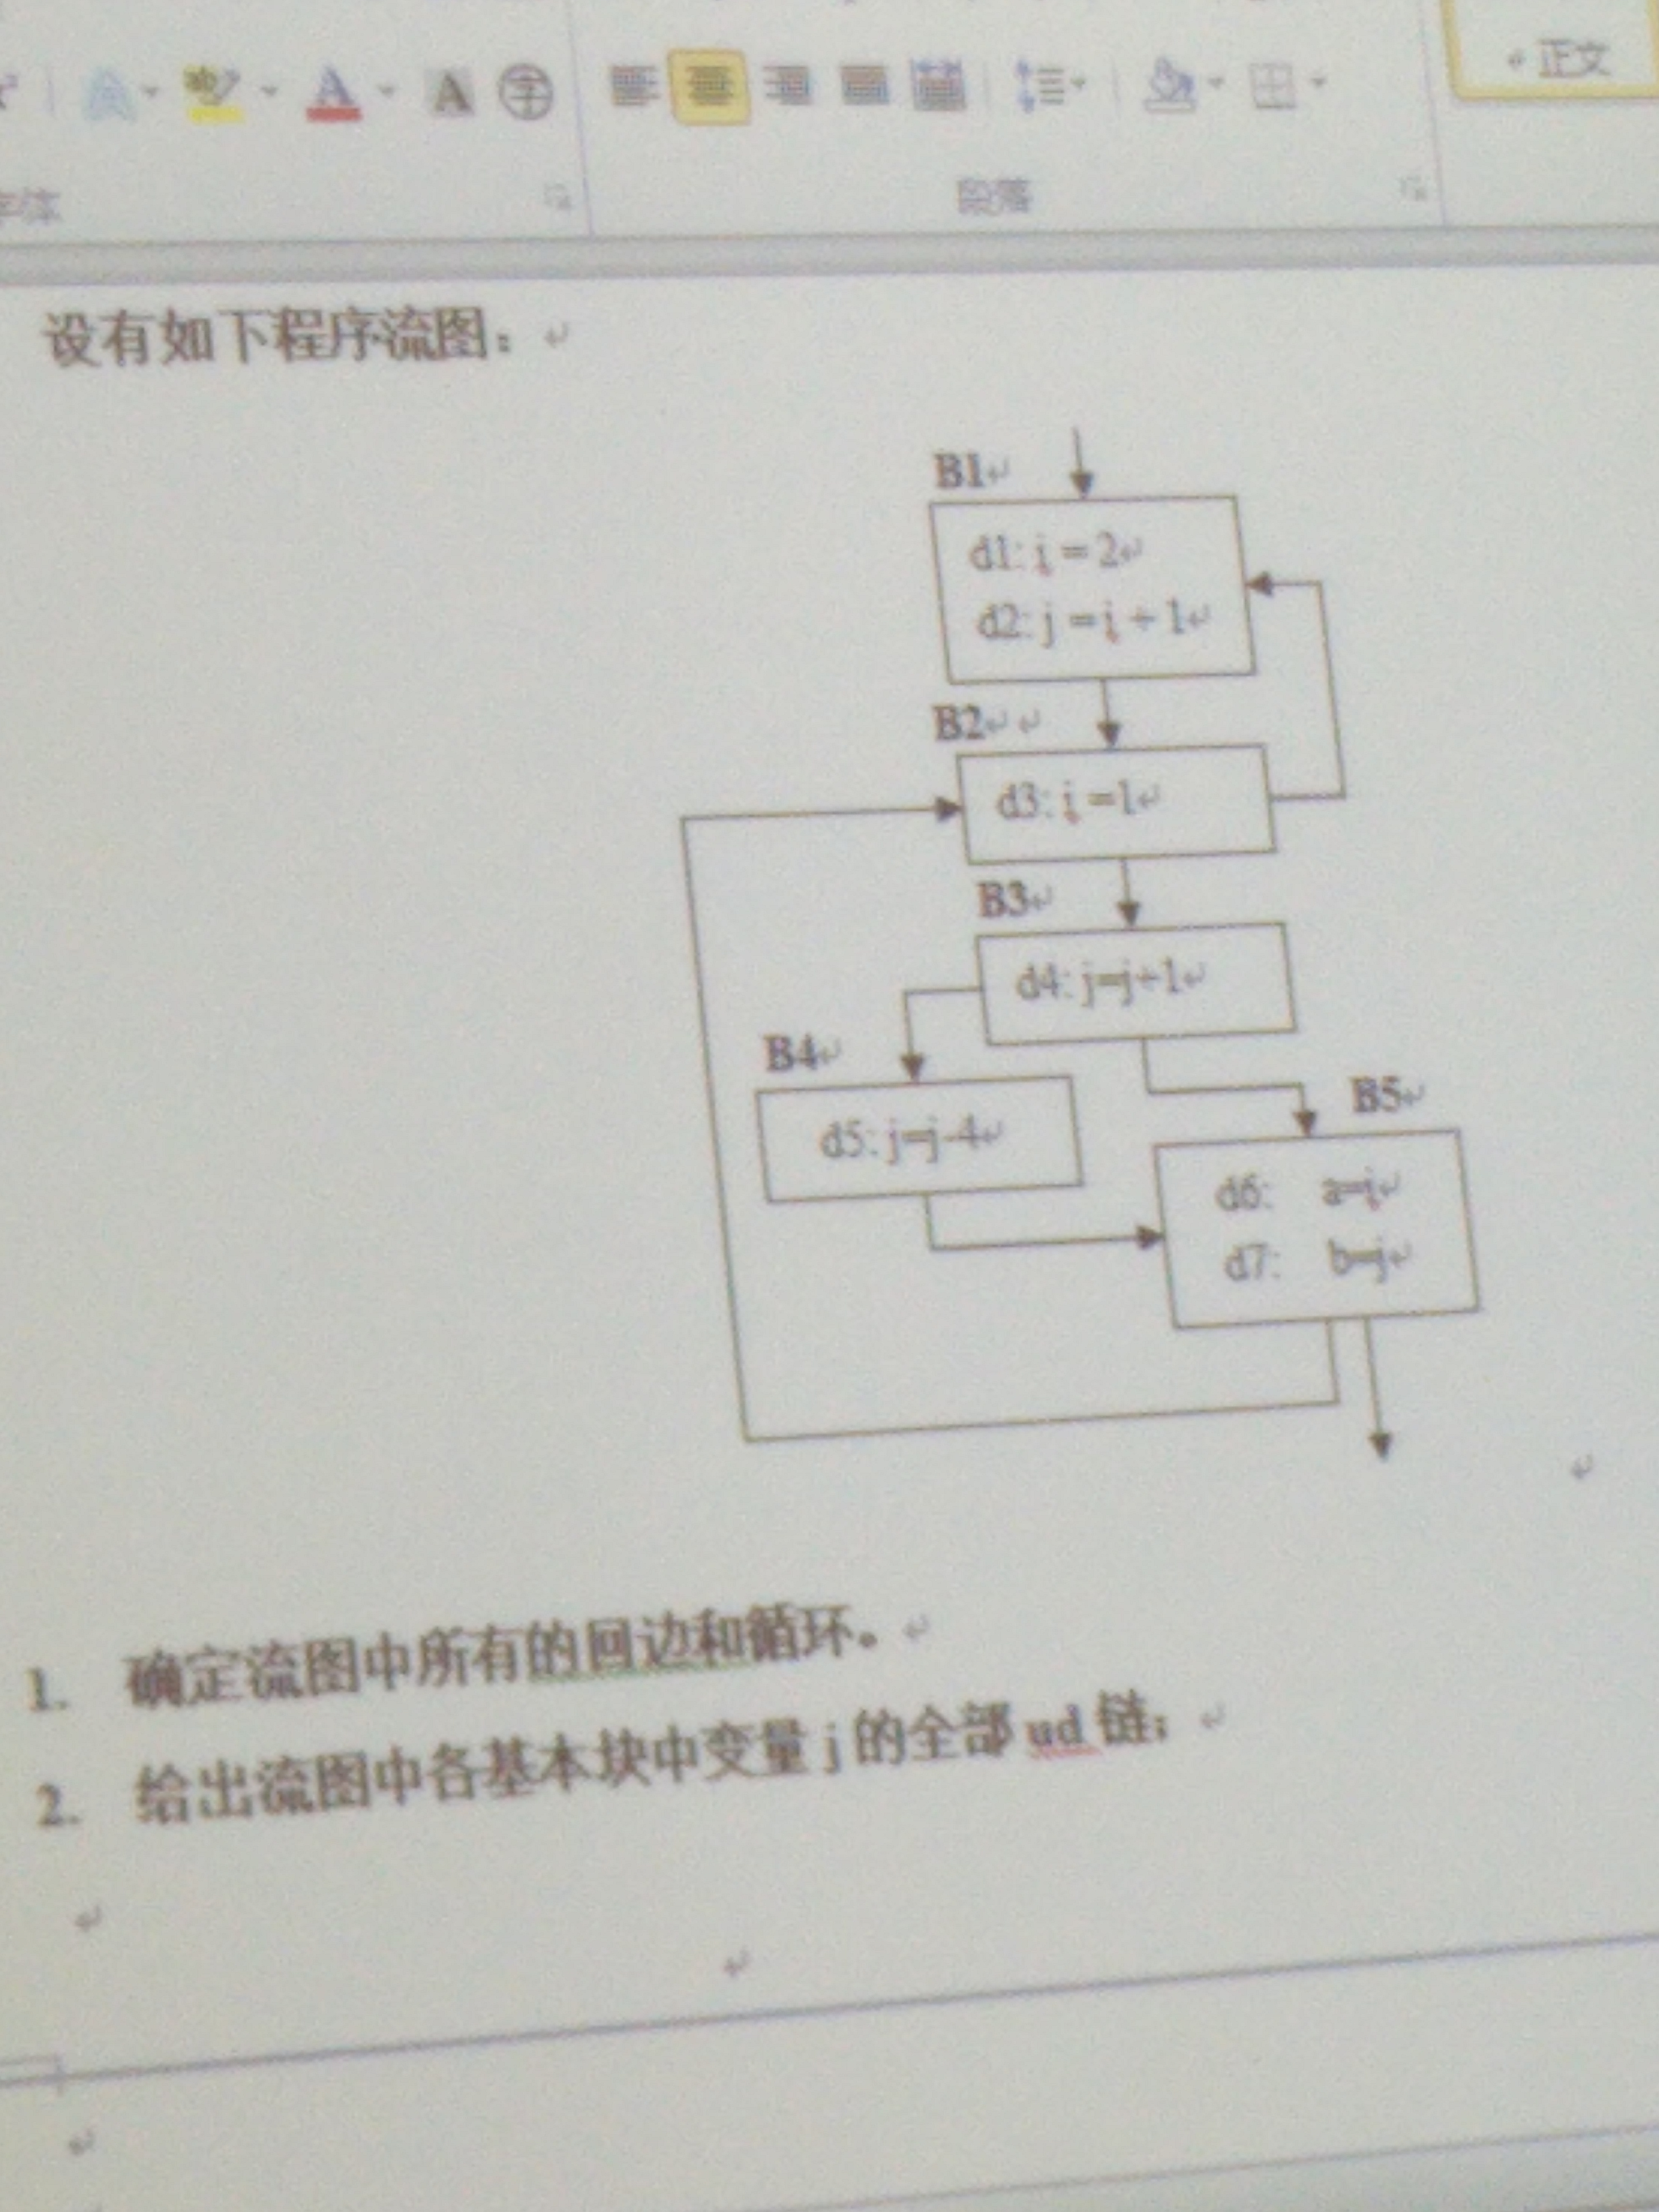 正文
字体
段落
设有如下程序流图：
B1
d1: i = 2
d2: j = i + 1
B2
d3: i =1
B3
d4: j=j+1
B4
d5: j=j-4
B5
d6: a=i
d7: b=j
1. 确定流图中所有的回边和循环。
2. 给出流图中各基本块中变量 j 的全部 ud 链；